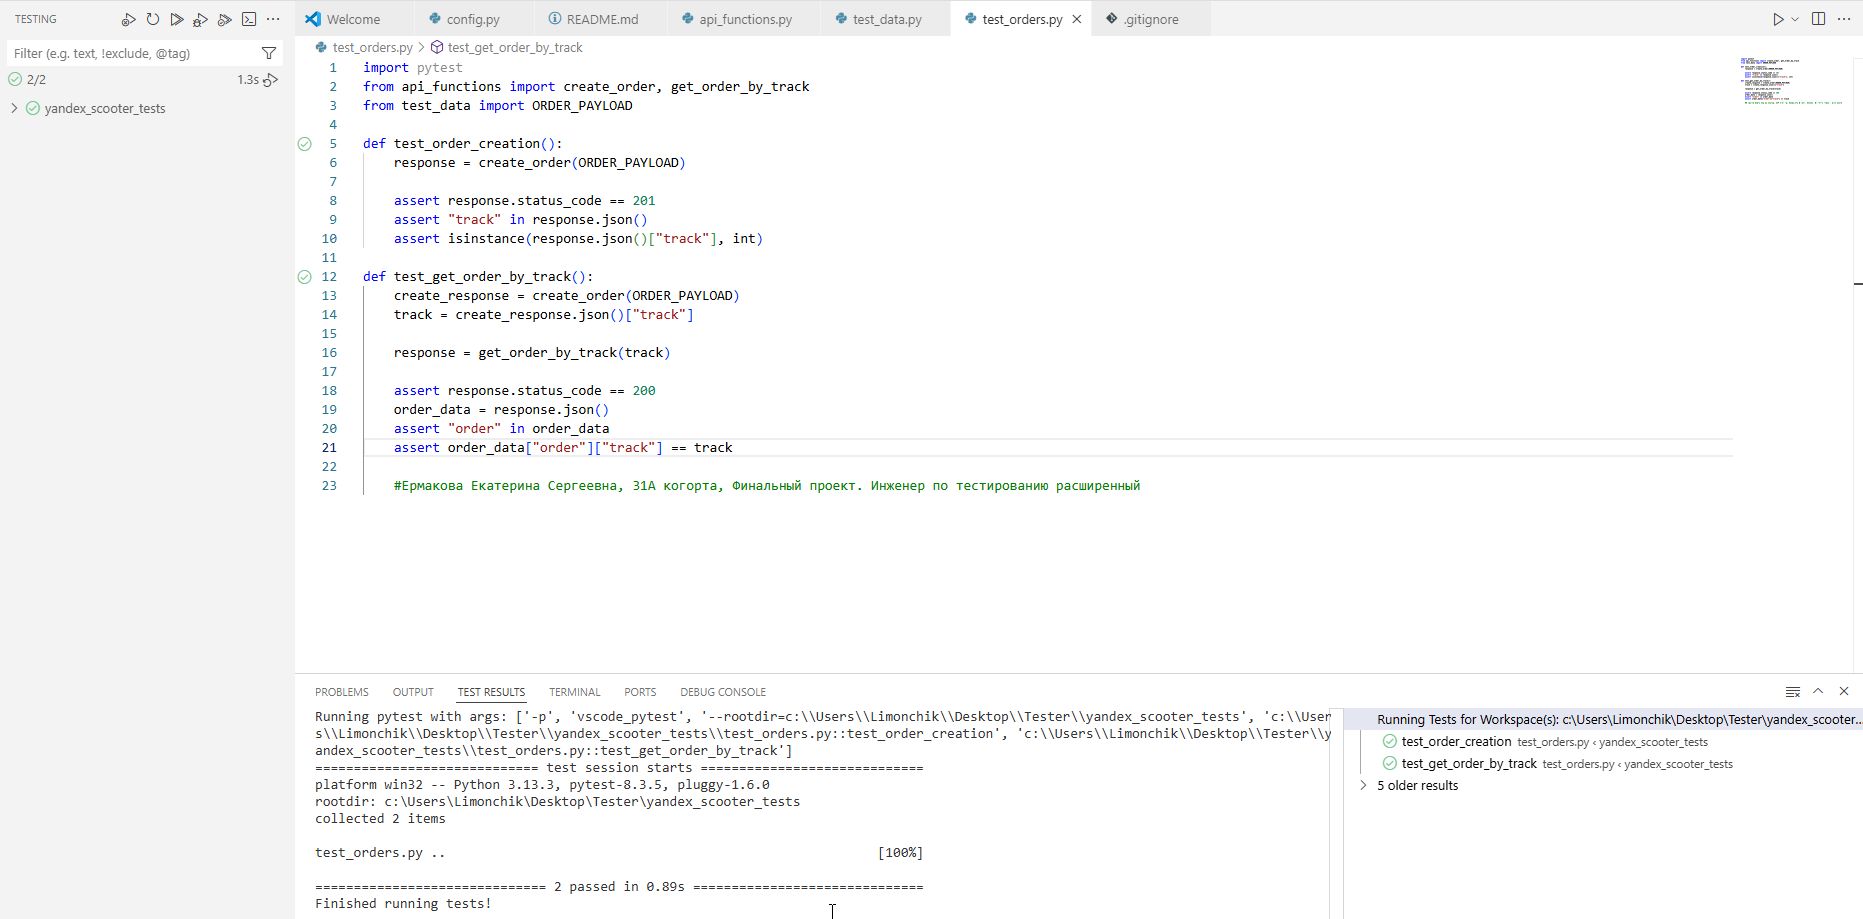 TESTING
Filter (e.g. text, !exclude, @tag)
2/2
1.3s
yandex_scooter_tests
Welcome
config.py
README.md
api_functions.py
test_data.py
test_orders.py
.gitignore
test_orders.py > test_get_order_by_track
1 import pytest
2 from api_functions import create_order, get_order_by_track
3 from test_data import ORDER_PAYLOAD
4
5 def test_order_creation():
6 response = create_order(ORDER_PAYLOAD)
7
8 assert response.status_code == 201
9 assert "track" in response.json()
10 assert isinstance(response.json()["track"], int)
11
12 def test_get_order_by_track():
13 create_response = create_order(ORDER_PAYLOAD)
14 track = create_response.json()["track"]
15
16 response = get_order_by_track(track)
17
18 assert response.status_code == 200
19 order_data = response.json()
20 assert "order" in order_data
21 assert order_data["order"]["track"] == track
22
23 #Ермакова Екатерина Сергеевна, 31А когорта, Финальный проект. Инженер по тестированию расширенный
PROBLEMS
OUTPUT
TEST RESULTS
TERMINAL
PORTS
DEBUG CONSOLE
Running pytest with args: ['-p', 'vscode_pytest', '--rootdir=c:\\Users\\Limonchik\\Desktop\\Tester\\yandex_scooter_tests', 'c:\\User
s\\Limonchik\\Desktop\\Tester\\yandex_scooter_tests\\test_orders.py::test_order_creation', 'c:\\Users\\Limonchik\\Desktop\\Tester\\y
andex_scooter_tests\\test_orders.py::test_get_order_by_track']
============================= test session starts =============================
platform win32 -- Python 3.13.3, pytest-8.3.5, pluggy-1.6.0
rootdir: c:\Users\Limonchik\Desktop\Tester\yandex_scooter_tests
collected 2 items
test_orders.py .. [100%]
============================== 2 passed in 0.89s ==============================
Finished running tests!
Running Tests for Workspace(s): c:\Users\Limonchik\Desktop\Tester\yandex_scooter...
test_order_creation test_orders.py ‹ yandex_scooter_tests
test_get_order_by_track test_orders.py ‹ yandex_scooter_tests
5 older results